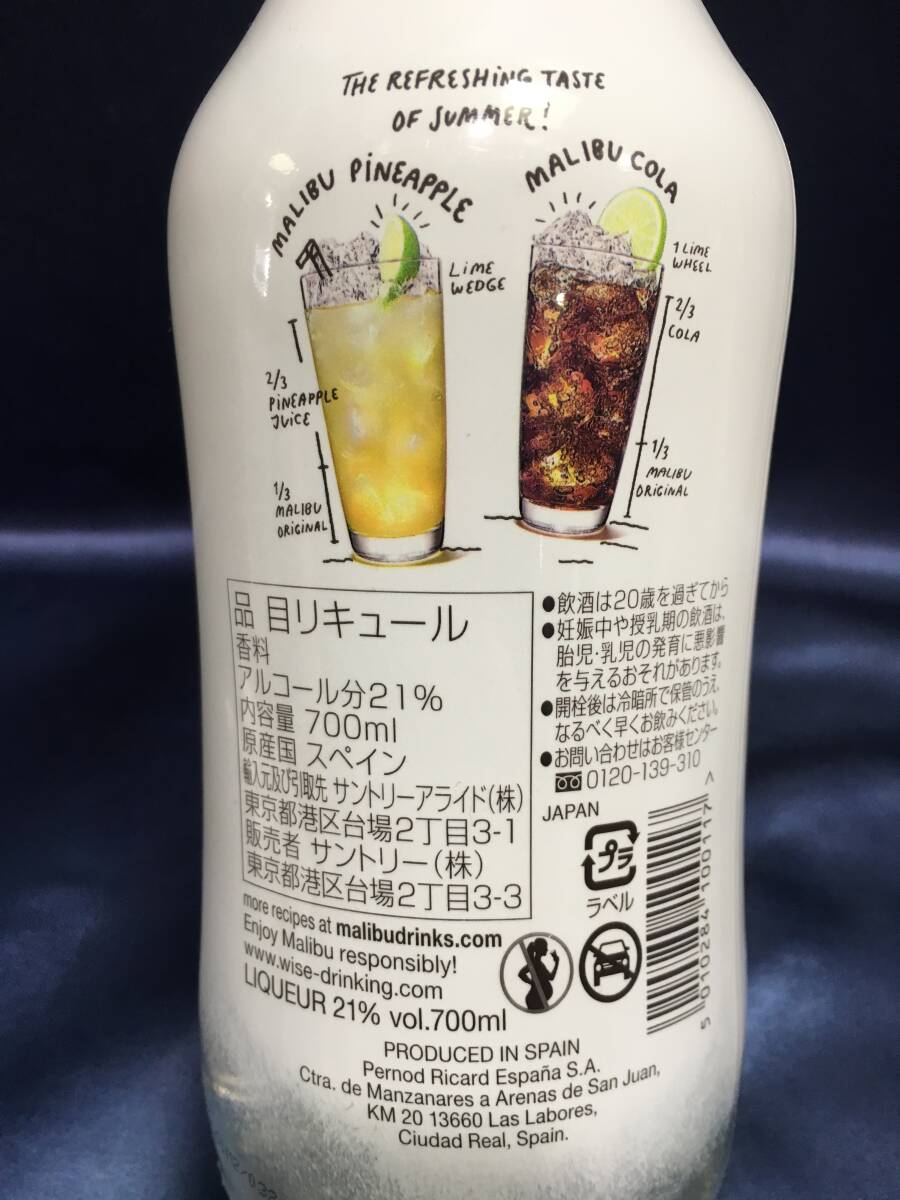 THE REFRESHING TASTE
OF SUMMER!
MALIBU PINEAPPLE
LIME
WEDGE
2/3
PINEAPPLE
JUICE
1/3
MALIBU
ORIGINAL
MALIBU COLA
1 LIME
WHEEL
2/3
COLA
1/3
MALIBU
ORIGINAL
品 目リキュール
香料
アルコール分21%
内容量 700ml
原産国 スペイン
輸入元及び引取先 サントリーアライド(株)
東京都港区台場2丁目3-1
販売者 サントリー(株)
東京都港区台場2丁目3-3
●飲酒は20歳を過ぎてから
●妊娠中や授乳期の飲酒は、
胎児・乳児の発育に悪影響
を与えるおそれがあります。
●開栓後は冷暗所で保管のうえ、
なるべく早くお飲みください。
●お問い合わせはお客様センター
0120-139-310
JAPAN
プラ
ラベル
5 010284 100117 >
more recipes at malibudrinks.com
Enjoy Malibu responsibly!
www.wise-drinking.com
LIQUEUR 21% vol.700ml
PRODUCED IN SPAIN
Pernod Ricard España S.A.
Ctra. de Manzanares a Arenas de San Juan,
KM 20 13660 Las Labores,
Ciudad Real, Spain.